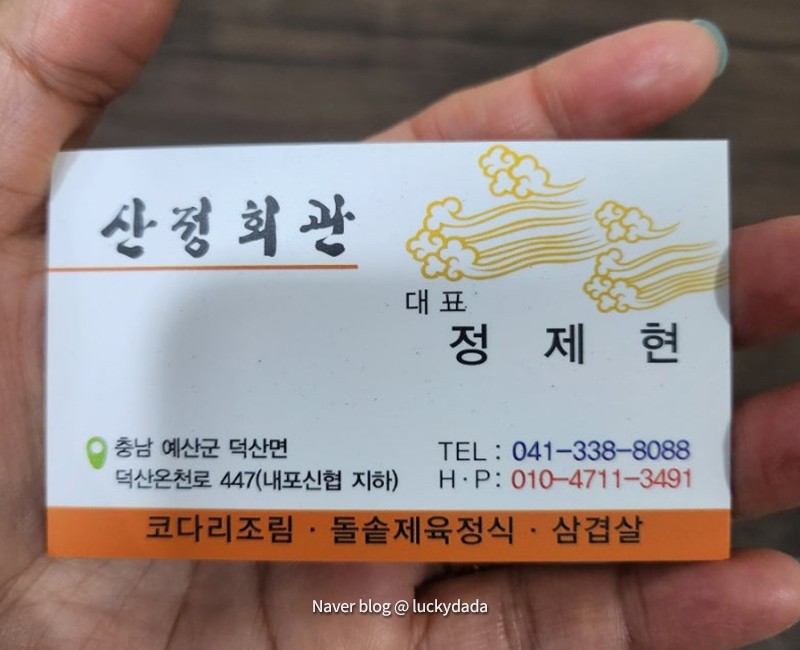 산정회관
대표
정 제 현
충남 예산군 덕산면
덕산온천로 447(내포신협 지하)
TEL : 041-338-8088
H·P : 010-4711-3491
코다리조림 · 돌솥제육정식 · 삼겹살
Naver blog @ luckydada